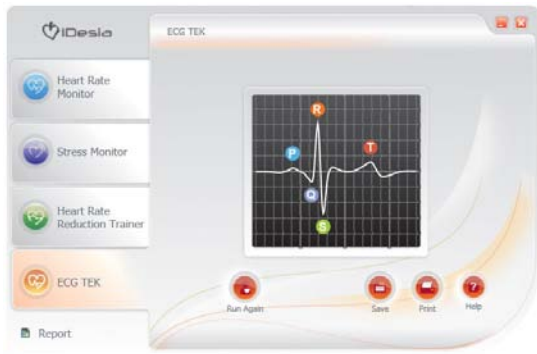 IDesia
ECG TEK
Heart Rate
Monitor
Stress Monitor
Heart Rate
Reduction Trainer
ECG TEK
Report
R
P
T
Q
S
Run Again
Save
Print
?
Help